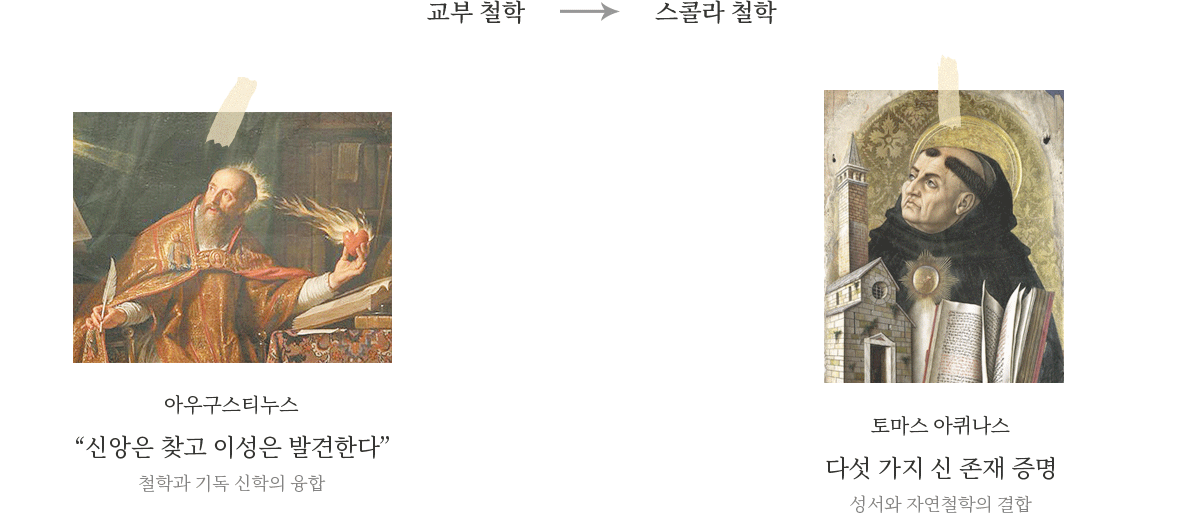 교부 철학 → 스콜라 철학
아우구스티누스
“신앙은 찾고 이성은 발견한다”
철학과 기독 신학의 융합
토마스 아퀴나스
다섯 가지 신 존재 증명
성서와 자연철학의 결합